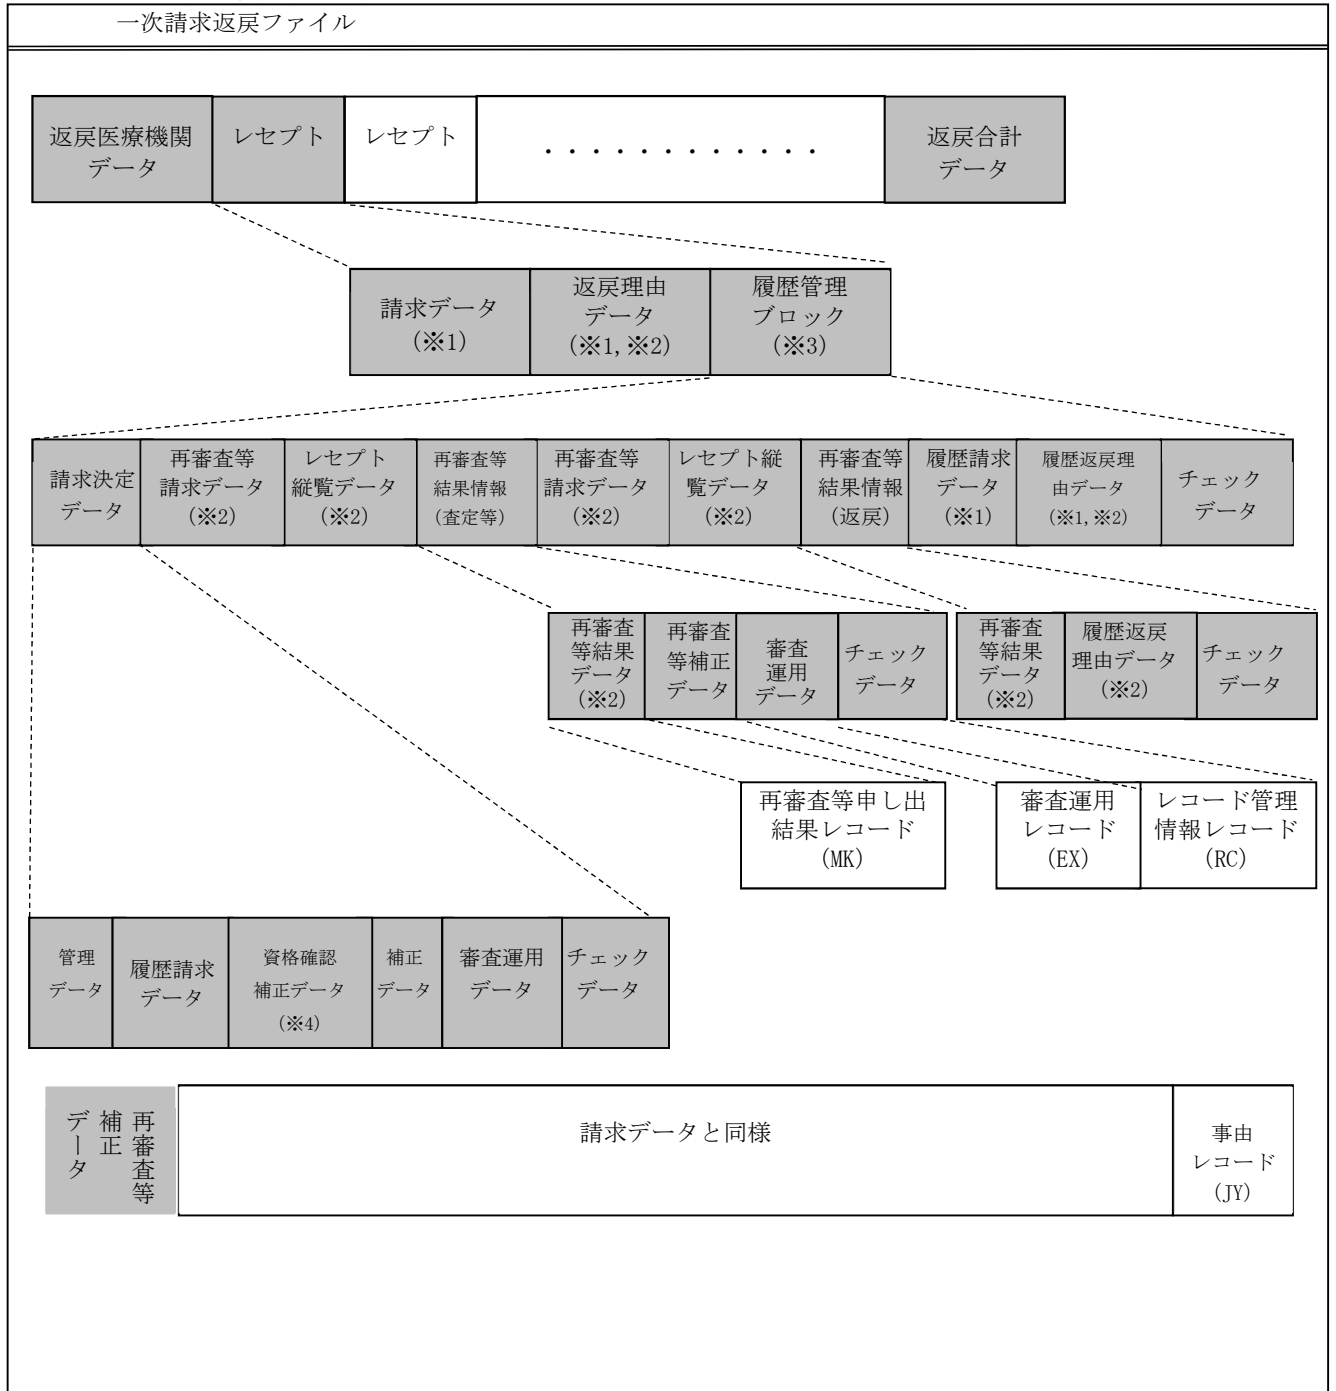 一次請求返戻ファイル
返戻医療機関
データ
レセプト
レセプト
・・・・・・・・・・・・
返戻合計
データ
請求データ
(※1)
返戻理由
データ
(※1,※2)
履歴管理
ブロック
(※3)
請求決定
データ
再審査等
請求データ
(※2)
レセプト
縦覧データ
(※2)
再審査等
結果情報
(査定等)
再審査等
請求データ
(※2)
レセプト縦
覧データ
(※2)
再審査等
結果情報
(返戻)
履歴請求
データ
(※1)
履歴返戻理
由データ
(※1,※2)
チェック
データ
再審査
等結果
データ
(※2)
再審査
等補正
データ
審査
運用
データ
チェック
データ
再審査
等結果
データ
(※2)
履歴返戻
理由データ
(※2)
チェック
データ
再審査等申し出
結果レコード
(MK)
審査運用
レコード
(EX)
レコード管理
情報レコード
(RC)
管理
データ
履歴請求
データ
資格確認
補正データ
(※4)
補正
データ
審査運用
データ
チェック
データ
再審査等
補正
データ
請求データと同様
事由
レコード
(JY)